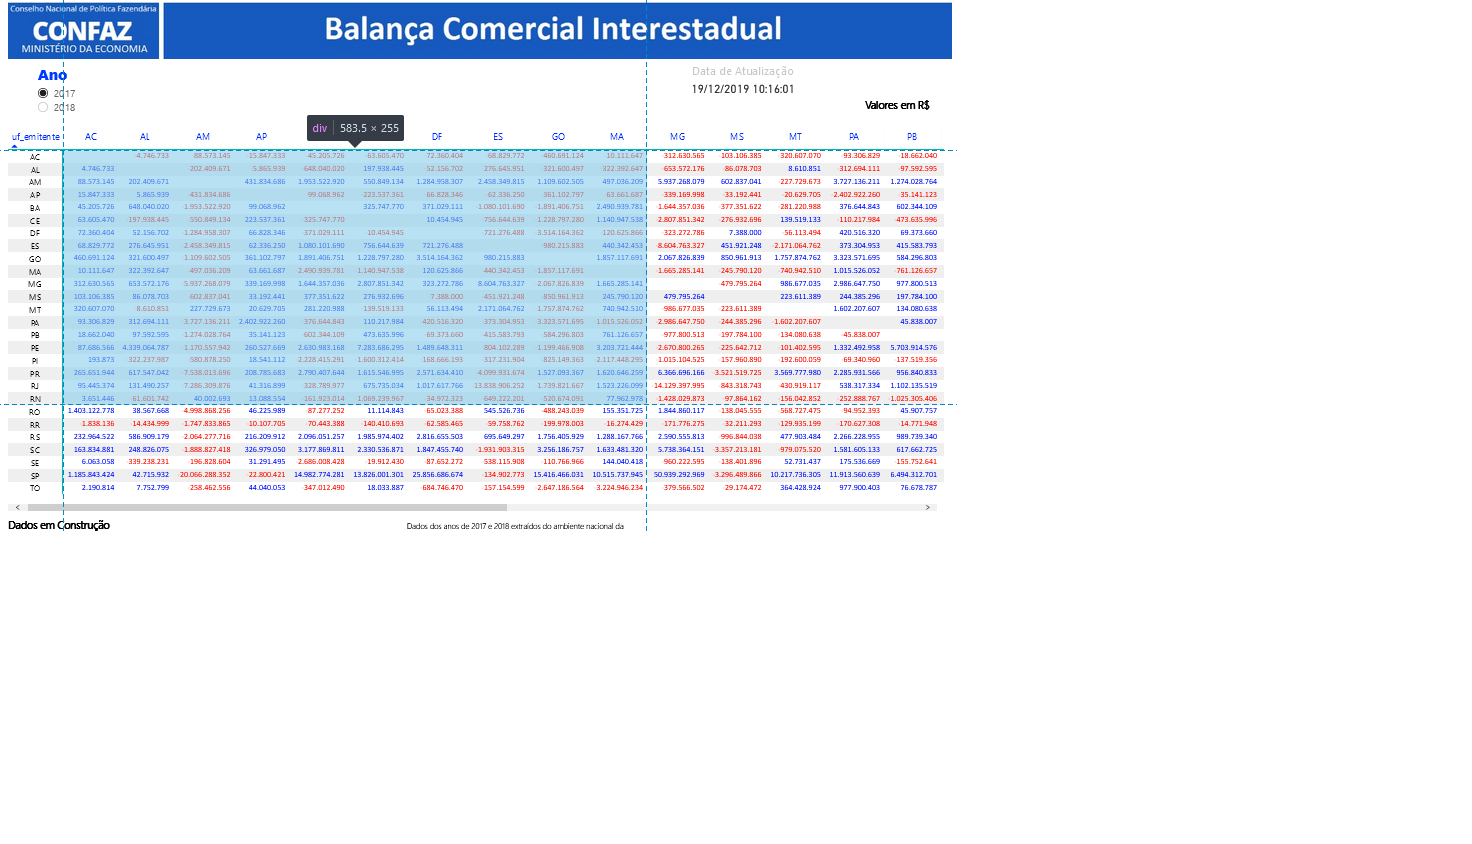 Conselho Nacional de Política Fazendária
CONFAZ
MINISTÉRIO DA ECONOMIA
Balança Comercial Interestadual
Ano
2017
2018
Data de Atualização
19/12/2019 10:16:01
Valores em R$
div 583.5 × 255
uf_emitente AC AL AM AP DF ES GO MA MG MS MT PA PB
AC 4.746.733 -88.573.145 -15.847.333 -45.205.726 -63.605.470 -72.360.404 -68.829.772 -460.691.124 -10.111.647 -312.630.565 -103.106.385 -320.607.070 -93.306.829 -18.662.040
AL 4.746.733 -202.409.671 -5.865.939 -648.040.020 197.938.445 -52.156.702 -276.645.951 -321.600.497 -322.392.647 -653.572.176 -86.078.703 8.610.851 -312.694.111 -97.592.595
AM 88.573.145 202.409.671 431.834.686 1.953.522.920 550.849.134 1.284.958.307 2.458.349.815 1.109.602.505 497.036.209 5.937.268.079 602.837.041 -227.729.673 3.727.136.211 1.274.028.764
AP 15.847.333 -5.865.939 -431.834.686 -99.068.962 -223.537.361 -66.828.346 -62.336.250 -361.102.797 -63.661.687 -339.169.998 -33.192.441 -20.629.705 -2.402.922.260 -35.141.123
BA 45.205.726 648.040.020 -1.953.522.920 99.068.962 325.747.770 371.029.111 -1.080.101.690 -1.891.406.751 2.490.939.781 -1.644.357.036 -377.351.622 -281.220.988 376.644.843 602.344.109
CE 63.605.470 -197.938.445 -550.849.134 223.537.361 -325.747.770 10.454.945 -756.644.639 -1.228.797.280 1.140.947.538 -2.807.851.342 -276.932.696 139.519.133 -110.217.984 -473.635.996
DF 72.360.404 52.156.702 -1.284.958.307 66.828.346 -371.029.111 -10.454.945 -721.276.488 -3.514.164.362 -120.625.866 -323.272.786 7.388.000 -56.113.494 420.516.320 69.373.660
ES 68.829.772 276.645.951 -2.458.349.815 62.336.250 1.080.101.690 756.644.639 721.276.488 -980.215.883 440.342.453 -8.604.763.327 451.921.248 -2.171.064.762 373.304.953 415.583.793
GO 460.691.124 321.600.497 -1.109.602.505 361.102.797 1.891.406.751 1.228.797.280 3.514.164.362 980.215.883 1.857.117.691 2.067.826.839 850.961.913 1.757.874.762 3.323.571.695 584.296.803
MA 10.111.647 322.392.647 -497.036.209 63.661.687 -2.490.939.781 -1.140.947.538 120.625.866 -440.342.453 -1.857.117.691 -1.665.285.141 -245.790.120 -740.942.510 1.015.526.052 -761.126.657
MG 312.630.565 653.572.176 -5.937.268.079 339.169.998 1.644.357.036 2.807.851.342 323.272.786 8.604.763.327 -2.067.826.839 1.665.285.141 -479.795.264 986.677.035 2.986.647.750 977.800.513
MS 103.106.385 86.078.703 -602.837.041 33.192.441 377.351.622 276.932.696 -7.388.000 -451.921.248 -850.961.913 245.790.120 479.795.264 223.611.389 244.385.296 197.784.100
MT 320.607.070 -8.610.851 227.729.673 20.629.705 281.220.988 -139.519.133 56.113.494 2.171.064.762 -1.757.874.762 740.942.510 -986.677.035 -223.611.389 1.602.207.607 134.080.638
PA 93.306.829 312.694.111 -3.727.136.211 2.402.922.260 -376.644.843 110.217.984 -420.516.320 -373.304.953 -3.323.571.695 -1.015.526.052 -2.986.647.750 -244.385.296 -1.602.207.607 45.838.007
PB 18.662.040 97.592.595 -1.274.028.764 35.141.123 -602.344.109 473.635.996 -69.373.660 -415.583.793 -584.296.803 761.126.657 -977.800.513 -197.784.100 -134.080.638 -45.838.007
PE 87.686.566 4.339.064.787 -1.170.557.942 260.527.669 2.630.983.168 7.283.686.295 1.489.648.311 -804.102.289 -1.199.466.908 3.203.721.444 -2.670.800.265 -225.642.712 -101.402.595 1.332.492.958 5.703.914.576
PI 193.873 -322.237.987 -580.878.250 18.541.112 -2.228.415.291 -1.600.312.414 -168.666.193 -317.231.904 -825.149.363 -2.117.448.295 -1.015.104.525 -157.960.890 -192.600.059 -69.340.960 -137.519.356
PR 265.651.944 617.547.042 -7.538.013.696 208.785.683 2.790.407.644 1.615.546.995 2.571.634.410 -4.099.931.674 1.527.093.367 1.620.646.259 6.366.696.166 -3.521.519.725 3.569.777.980 2.285.931.566 956.840.833
RJ 95.445.374 131.490.257 -7.286.309.876 41.316.899 -328.789.977 675.735.034 1.017.617.766 -13.838.906.252 -1.739.821.667 1.523.226.099 -14.129.397.995 -843.318.743 -430.919.117 538.317.334 1.102.135.519
RN 3.651.446 -61.601.742 40.002.693 13.088.554 -161.923.014 -1.069.239.967 -34.972.323 -649.222.201 -520.674.091 77.962.978 -1.428.029.873 -97.864.162 -156.042.852 -252.888.767 -1.025.305.406
RO 1.403.122.778 38.567.668 -4.998.868.256 46.225.989 -87.277.252 11.114.843 -65.023.388 545.526.736 -488.243.039 155.351.725 1.844.860.117 -138.045.555 -568.727.475 -94.952.393 45.907.757
RR -1.838.136 -14.434.999 -1.747.833.865 -10.107.705 -70.443.388 -140.410.693 -62.585.465 -59.758.762 -199.978.003 -16.274.429 -171.776.275 -32.211.293 -129.935.199 -170.627.308 -14.771.948
RS 232.964.522 586.909.179 -2.064.277.716 216.209.912 2.096.051.257 1.985.974.402 2.816.655.503 695.649.297 1.756.405.929 1.288.167.766 2.590.555.813 -996.844.038 477.903.484 2.266.228.955 989.739.340
SC 163.834.881 248.826.075 -1.888.827.418 326.979.050 3.177.869.811 2.330.536.871 1.847.455.740 -1.931.903.315 3.256.186.757 1.633.481.320 5.738.364.151 -3.357.213.181 -979.075.520 1.581.605.133 617.662.725
SE 6.063.058 -339.238.231 -196.828.604 31.291.495 -2.686.008.428 -19.912.430 -87.652.272 538.115.908 -110.766.966 144.040.418 -960.222.595 -138.401.896 52.731.437 175.536.669 -155.752.641
SP 1.185.843.424 42.715.932 -20.066.288.352 -22.800.421 14.982.774.281 13.826.001.301 25.856.686.674 -134.902.773 15.416.466.031 10.515.737.945 50.939.292.969 -3.296.489.866 10.217.736.305 11.913.560.639 6.494.312.701
TO 2.190.814 7.752.799 -258.462.556 44.040.053 -347.012.490 18.033.887 -684.746.470 -157.154.599 -2.647.186.564 -3.224.946.234 -379.566.502 -29.174.472 364.428.924 977.900.403 76.678.787
Dados em Construção
Dados dos anos de 2017 e 2018 extraídos do ambiente nacional da